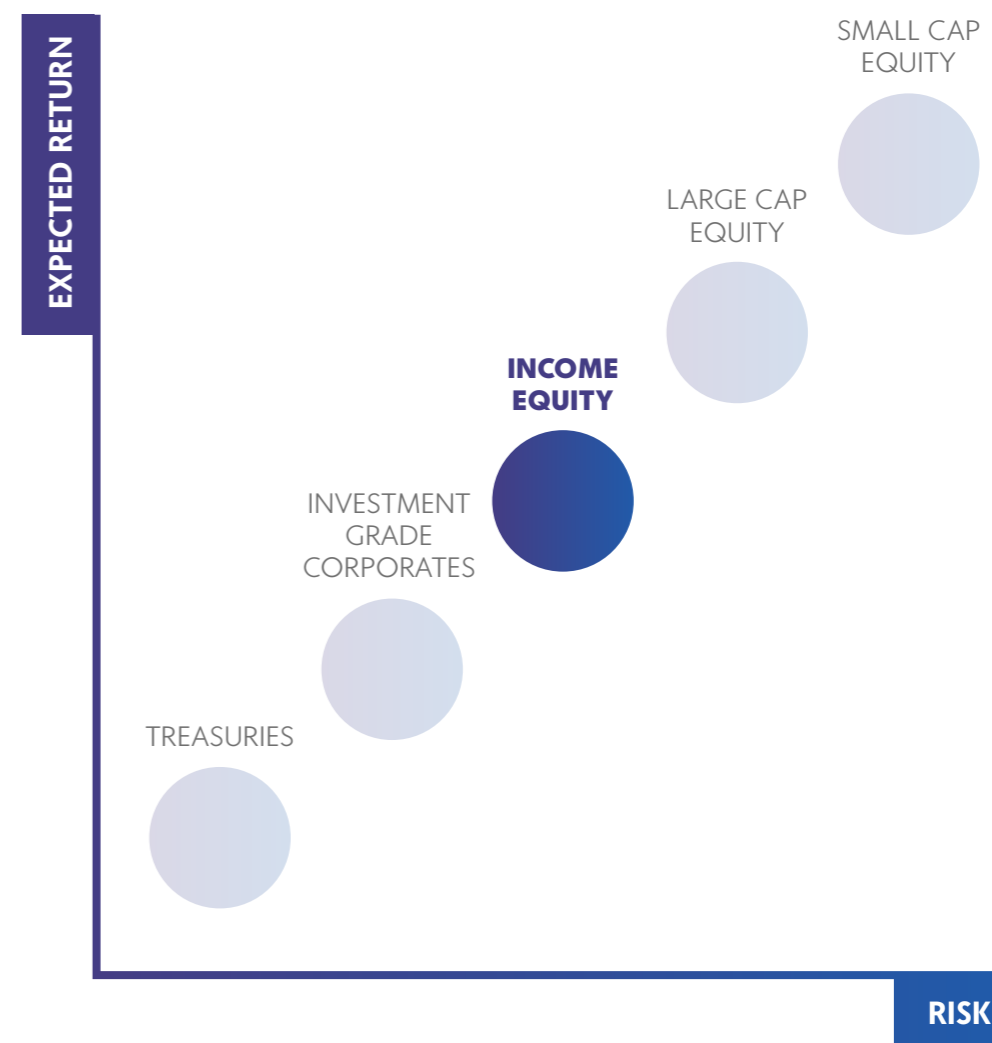 EXPECTED RETURN
SMALL CAP
EQUITY
LARGE CAP
EQUITY
INCOME
EQUITY
INVESTMENT
GRADE
CORPORATES
TREASURIES
RISK